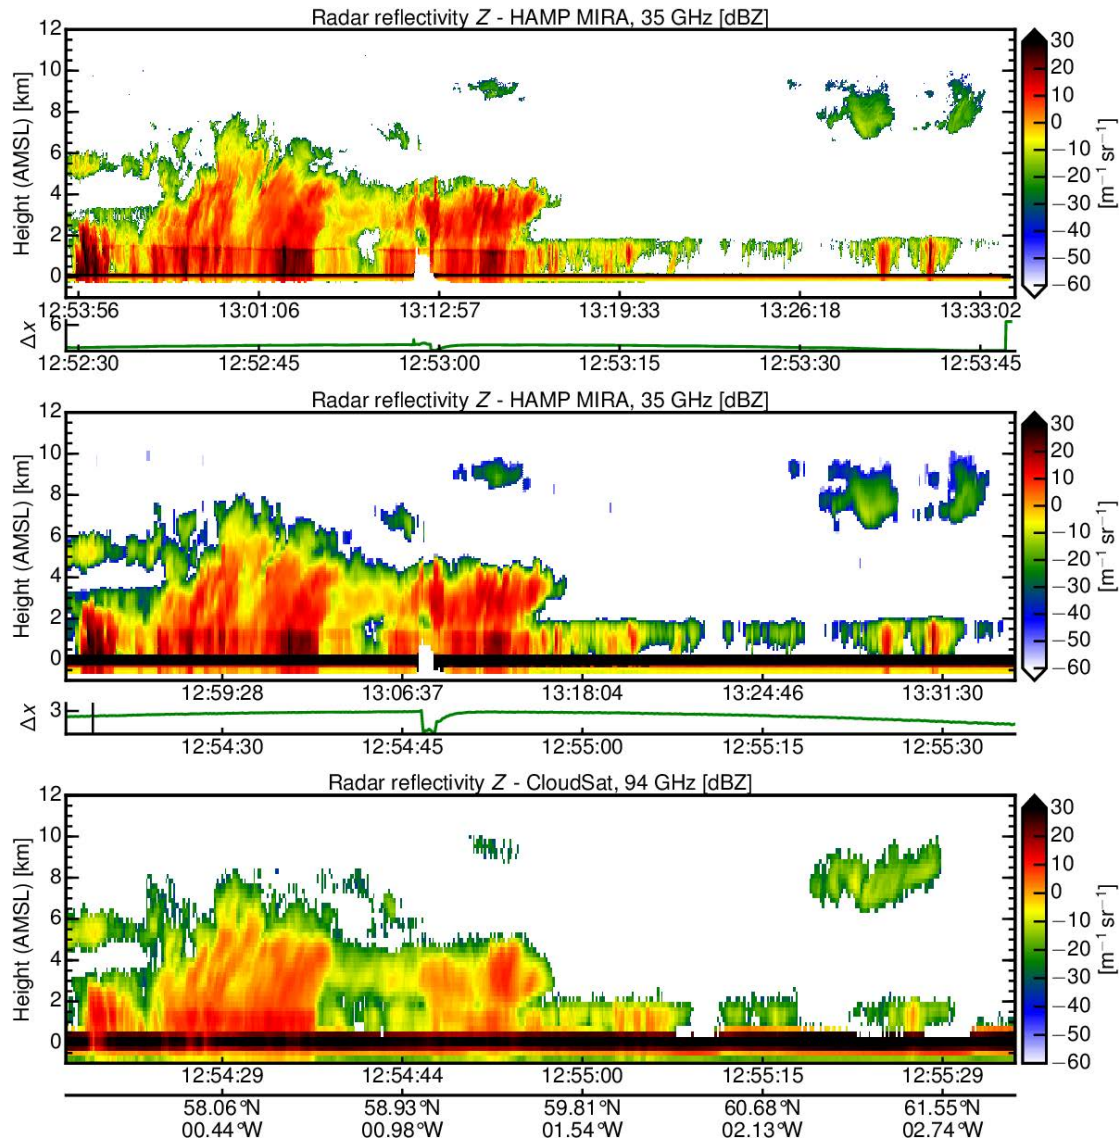 Radar reflectivity Z - HAMP MIRA, 35 GHz [dBZ]
Height (AMSL) [km]
12
10
8
6
4
2
0
30
20
10
0
−10
−20
−30
−40
−50
−60
[m⁻¹ sr⁻¹]
12:53:56 13:01:06 13:12:57 13:19:33 13:26:18 13:33:02
Δx
6
12:52:30 12:52:45 12:53:00 12:53:15 12:53:30 12:53:45
Radar reflectivity Z - HAMP MIRA, 35 GHz [dBZ]
Height (AMSL) [km]
12
10
8
6
4
2
0
30
20
10
0
−10
−20
−30
−40
−50
−60
[m⁻¹ sr⁻¹]
12:59:28 13:06:37 13:18:04 13:24:46 13:31:30
Δx
3
12:54:30 12:54:45 12:55:00 12:55:15 12:55:30
Radar reflectivity Z - CloudSat, 94 GHz [dBZ]
Height (AMSL) [km]
12
10
8
6
4
2
0
30
20
10
0
−10
−20
−30
−40
−50
−60
[m⁻¹ sr⁻¹]
12:54:29 12:54:44 12:55:00 12:55:15 12:55:29
58.06°N 58.93°N 59.81°N 60.68°N 61.55°N
00.44°W 00.98°W 01.54°W 02.13°W 02.74°W